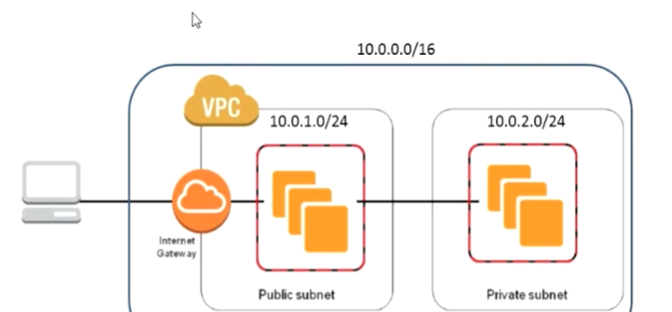 10.0.0.0/16
VPC
10.0.1.0/24
10.0.2.0/24
Internet
Gateway
Public subnet
Private subnet